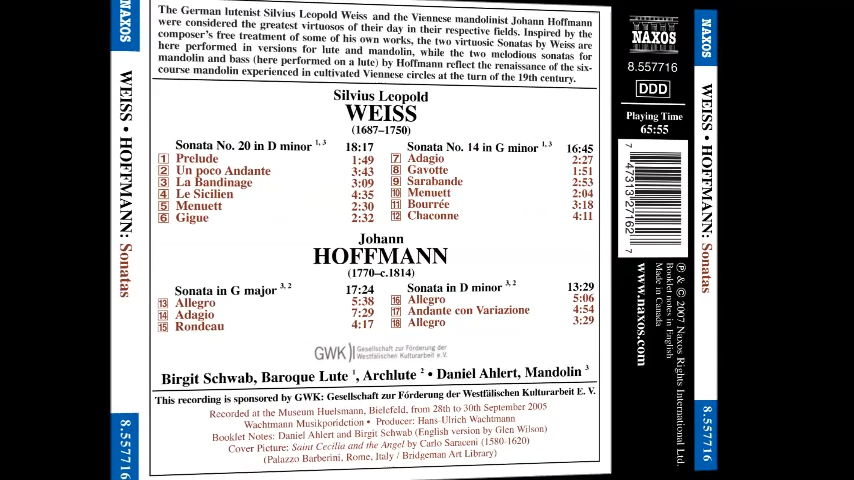 NAXOS
WEISS • HOFFMANN: Sonatas
8.557716
The German lutenist Silvius Leopold Weiss and the Viennese mandolinist Johann Hoffmann
were considered the greatest virtuosos of their day in their respective fields. Inspired by the
composer's free treatment of some of his own works, the two virtuosic Sonatas by Weiss are
here performed in versions for lute and mandolin, while the two melodious sonatas for
mandolin and bass (here performed on a lute) by Hoffmann reflect the renaissance of the six-
course mandolin experienced in cultivated Viennese circles at the turn of the 19th century.
Silvius Leopold
WEISS
(1687–1750)
Sonata No. 20 in D minor 1, 3 18:17
1 Prelude 1:49
2 Un poco Andante 3:43
3 La Bandinage 3:09
4 Le Sicilien 4:35
5 Menuett 2:30
6 Gigue 2:32
Sonata No. 14 in G minor 1, 3 16:45
7 Adagio 2:27
8 Gavotte 1:51
9 Sarabande 2:53
10 Menuett 2:04
11 Bourrée 3:18
12 Chaconne 4:11
Johann
HOFFMANN
(1770–c.1814)
Sonata in G major 3, 2 17:24
13 Allegro 5:38
14 Adagio 7:29
15 Rondeau 4:17
Sonata in D minor 3, 2 13:29
16 Allegro 5:06
17 Andante con Variazione 4:54
18 Allegro 3:29
GWK Gesellschaft zur Förderung der
Westfälischen Kulturarbeit e.V.
Birgit Schwab, Baroque Lute 1, Archlute 2 • Daniel Ahlert, Mandolin 3
This recording is sponsored by GWK: Gesellschaft zur Förderung der Westfälischen Kulturarbeit E. V.
Recorded at the Museum Huelsmann, Bielefeld, from 28th to 30th September 2005
Wachtmann Musikporidction • Producer: Hans-Ulrich Wachtmann
Booklet Notes: Daniel Ahlert and Birgit Schwab (English version by Glen Wilson)
Cover Picture: Saint Cecilia and the Angel by Carlo Saraceni (1580-1620)
(Palazzo Barberini, Rome, Italy / Bridgeman Art Library)
NAXOS
8.557716
DDD
Playing Time
65:55
7 47313 27162 7
℗ & © 2007 Naxos Rights International Ltd.
Booklet notes in English
Made in Canada
www.naxos.com
NAXOS
WEISS • HOFFMANN: Sonatas
8.557716